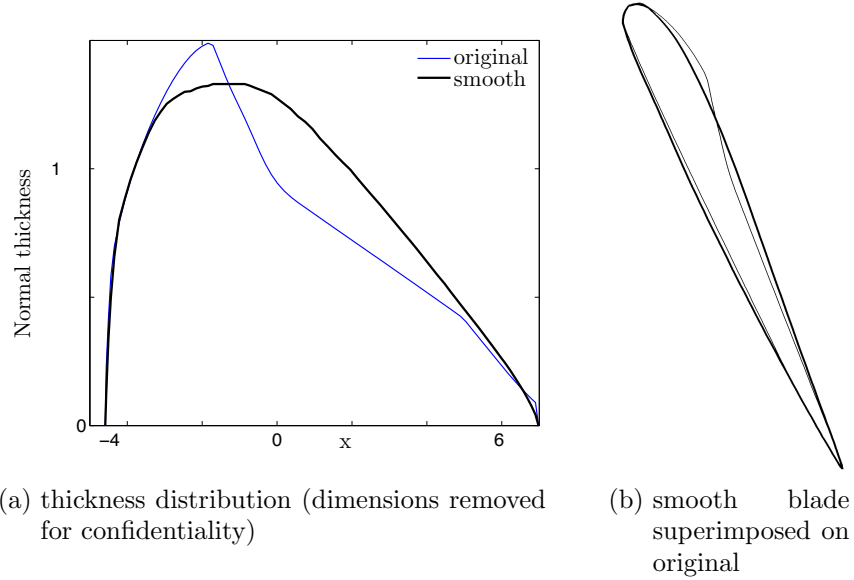 original
smooth
Normal thickness
1
0
−4
0
6
x
(a) thickness distribution (dimensions removed
for confidentiality)
(b) smooth blade
superimposed on
original